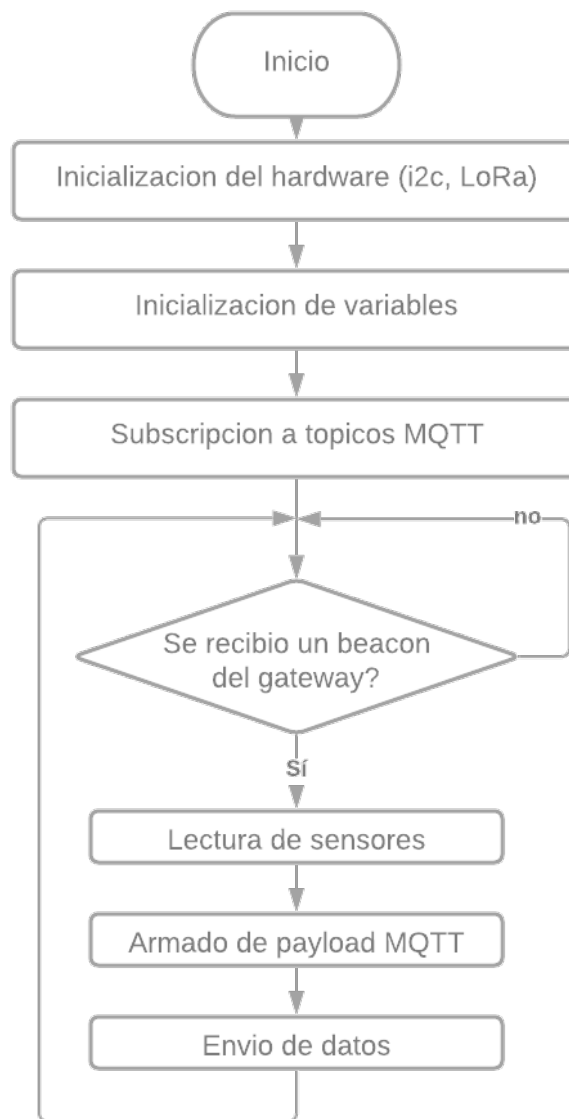 Inicio
Inicializacion del hardware (i2c, LoRa)
Inicializacion de variables
Subscripcion a topicos MQTT
no
Se recibio un beacon
del gateway?
Sí
Lectura de sensores
Armado de payload MQTT
Envio de datos